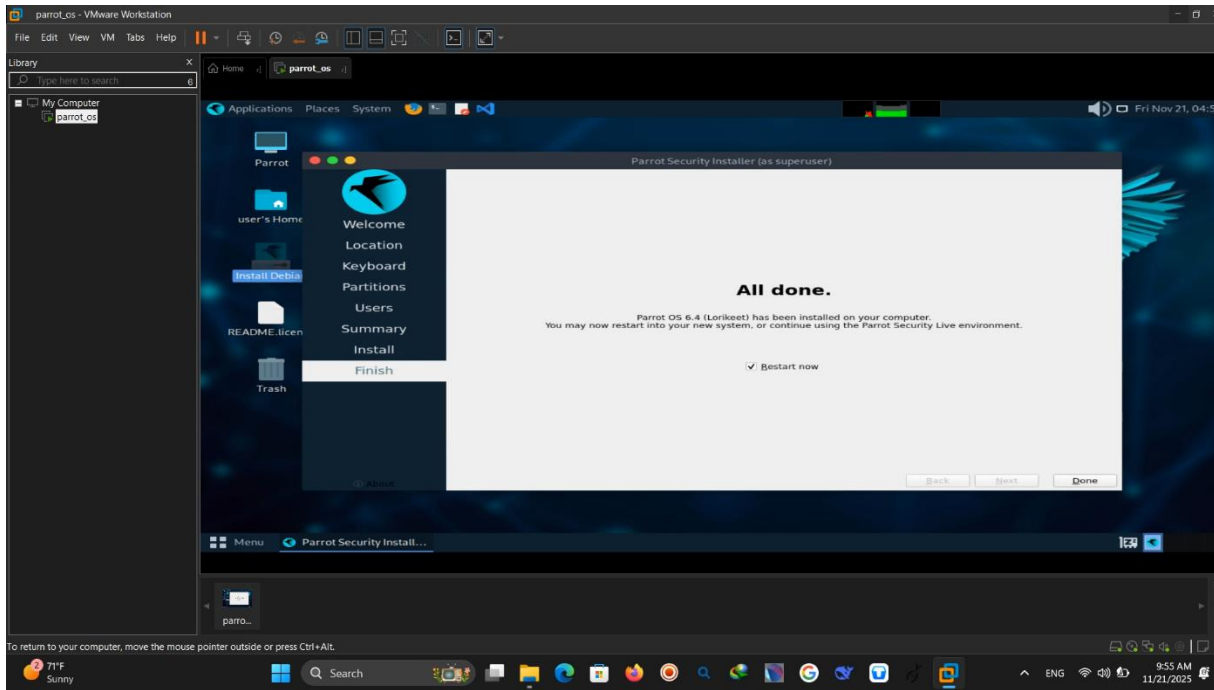 parrot_os - VMware Workstation
File Edit View VM Tabs Help
Library X
Type here to search 6
My Computer
parrot_os
Home
parrot_os
Applications Places System
Fri Nov 21, 04:5
Parrot
user's Home
Install Debia
README.licen
Trash
Parrot Security Installer (as superuser)
Welcome
Location
Keyboard
Partitions
Users
Summary
Install
Finish
About
All done.
Parrot OS 6.4 (Lorikeet) has been installed on your computer.
You may now restart into your new system, or continue using the Parrot Security Live environment.
Restart now
Back Next Done
Menu Parrot Security Install...
parro...
To return to your computer, move the mouse pointer outside or press Ctrl+Alt.
2
71°F
Sunny
Search
ENG
9:55 AM
11/21/2025